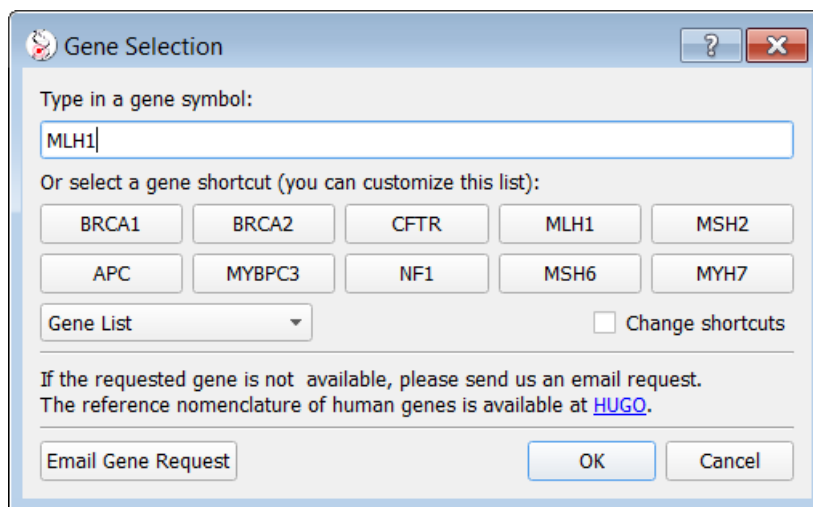 Gene Selection
Type in a gene symbol:
MLH1
Or select a gene shortcut (you can customize this list):
BRCA1 BRCA2 CFTR MLH1 MSH2
APC MYBPC3 NF1 MSH6 MYH7
Gene List Change shortcuts
If the requested gene is not  available, please send us an email request.
The reference nomenclature of human genes is available at HUGO.
Email Gene Request OK Cancel